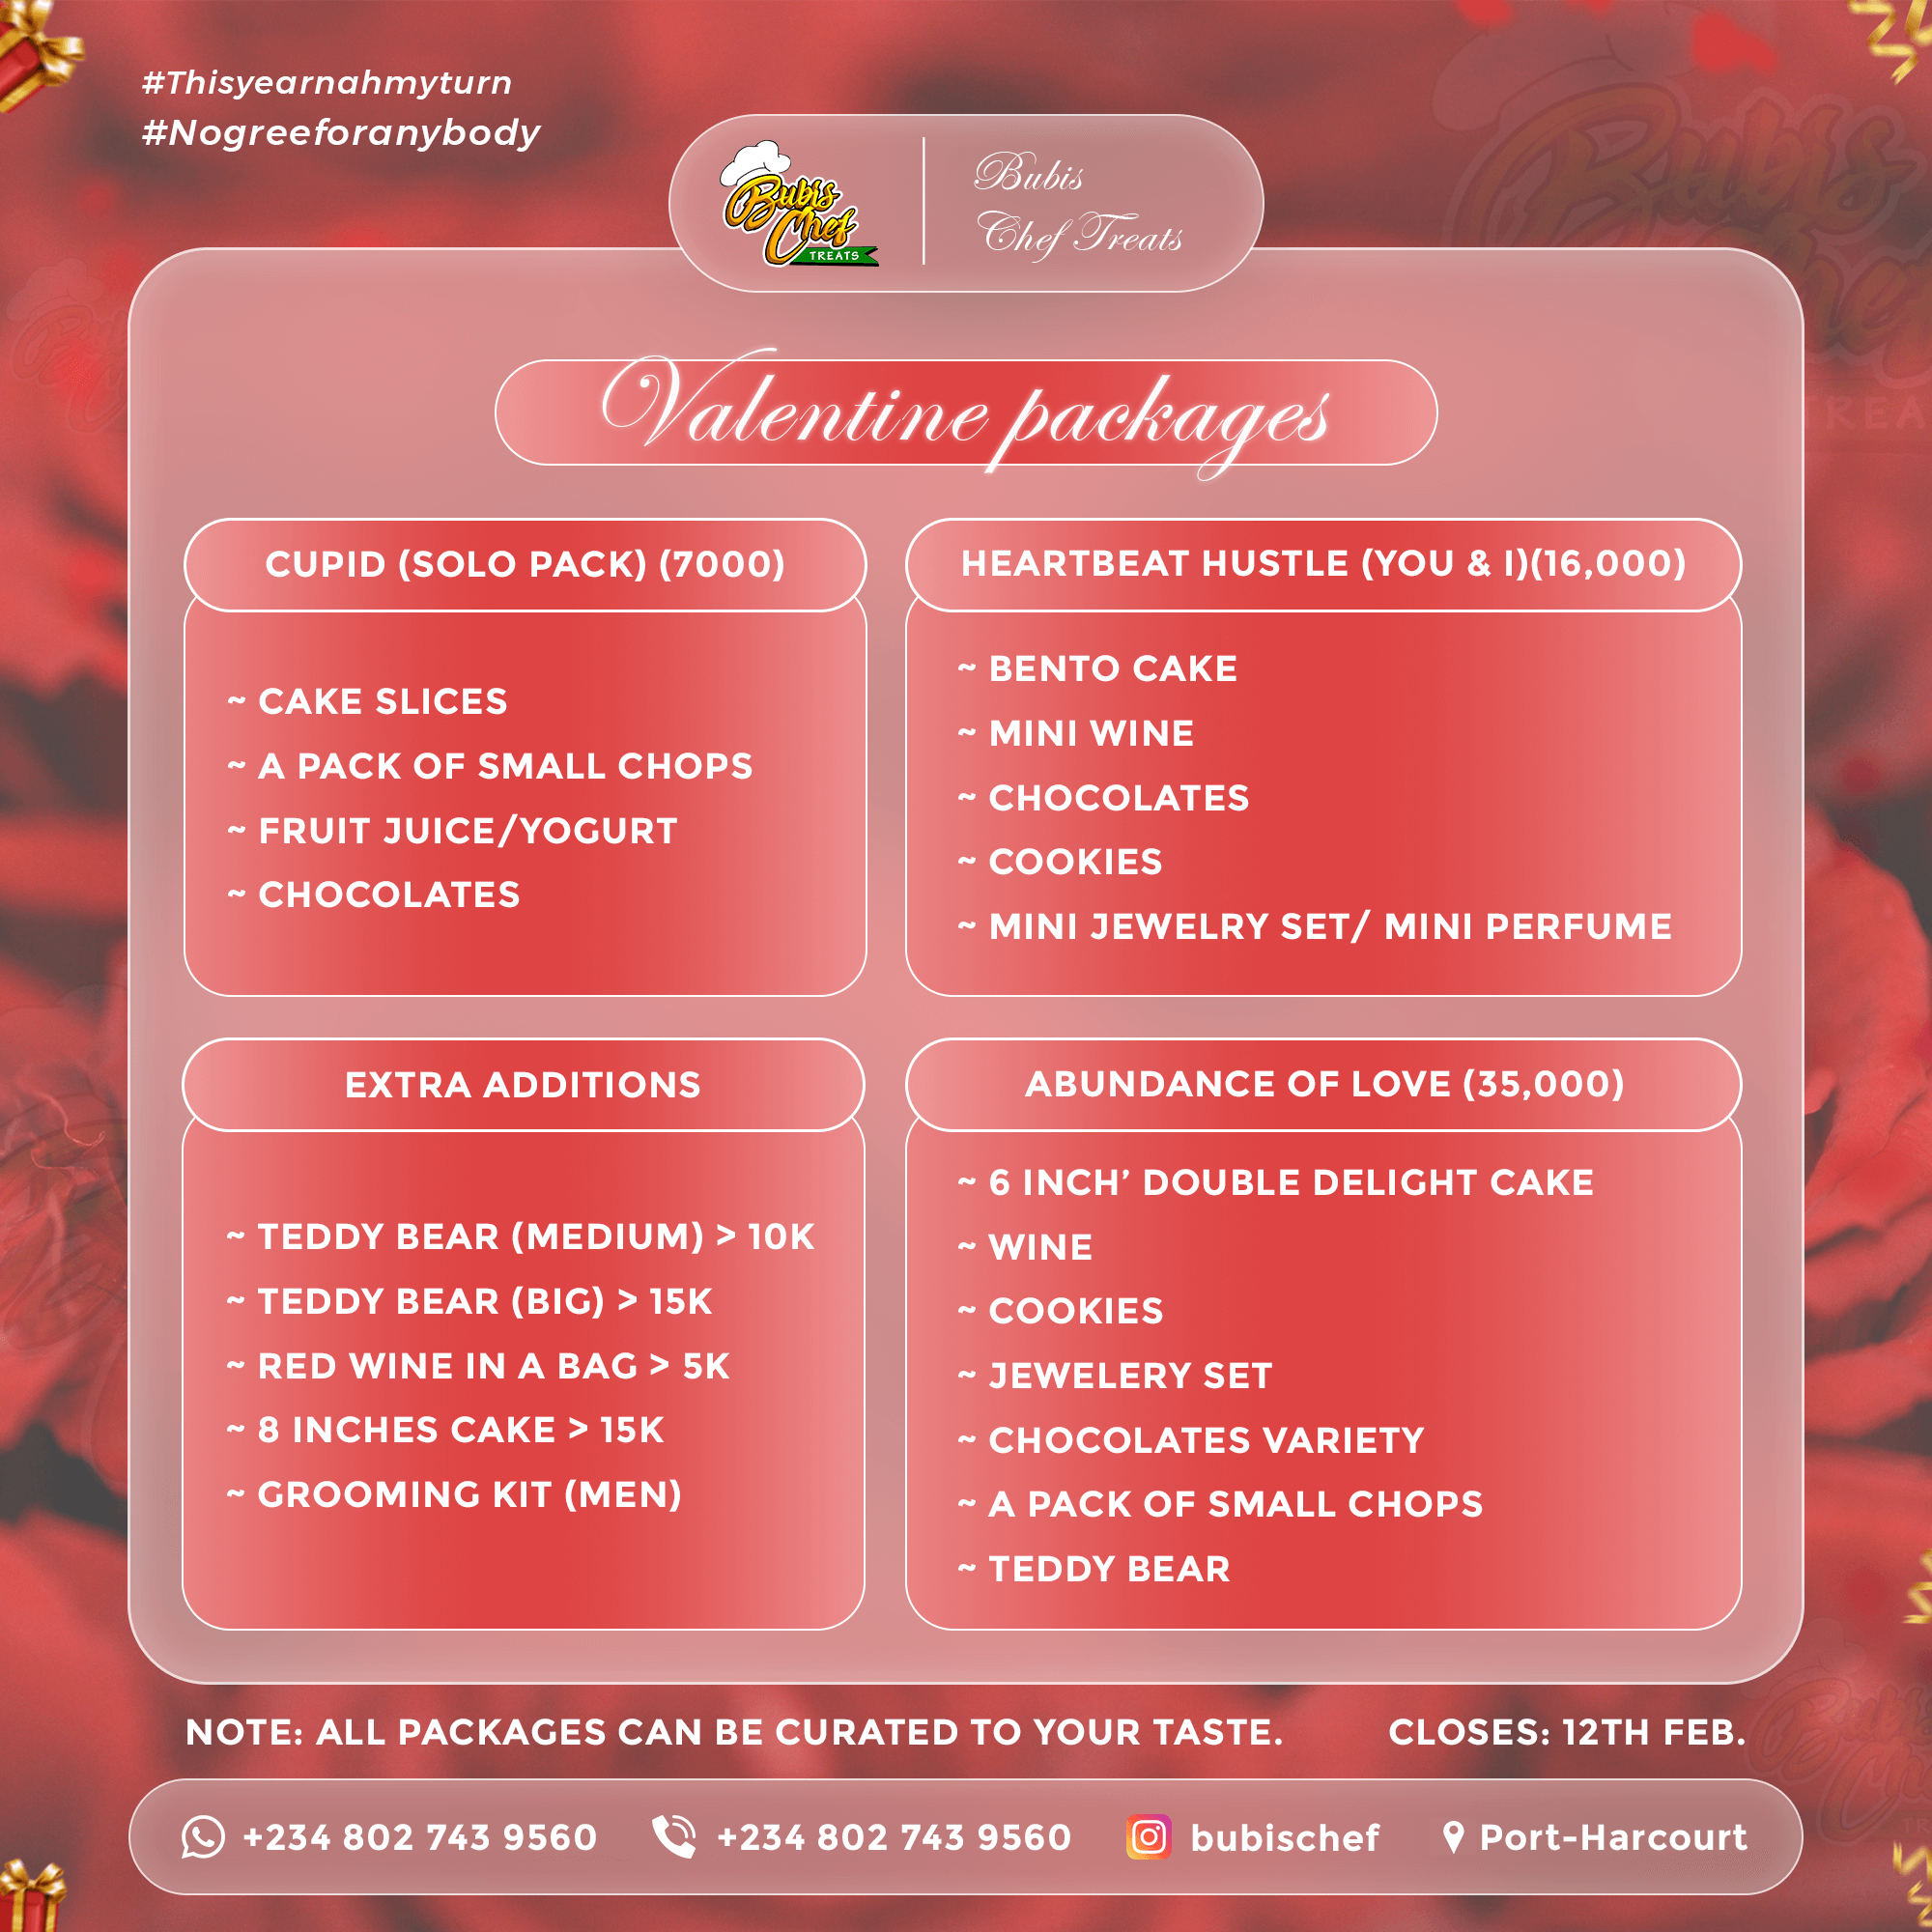 #Thisyearnahmyturn
#Nogreeforanybody
Bubis
Chef
TREATS
Bubis
Chef Treats
Valentine packages
CUPID (SOLO PACK) (7000)
~ CAKE SLICES
~ A PACK OF SMALL CHOPS
~ FRUIT JUICE/YOGURT
~ CHOCOLATES
HEARTBEAT HUSTLE (YOU & I)(16,000)
~ BENTO CAKE
~ MINI WINE
~ CHOCOLATES
~ COOKIES
~ MINI JEWELRY SET/ MINI PERFUME
EXTRA ADDITIONS
~ TEDDY BEAR (MEDIUM) > 10K
~ TEDDY BEAR (BIG) > 15K
~ RED WINE IN A BAG > 5K
~ 8 INCHES CAKE > 15K
~ GROOMING KIT (MEN)
ABUNDANCE OF LOVE (35,000)
~ 6 INCH’ DOUBLE DELIGHT CAKE
~ WINE
~ COOKIES
~ JEWELERY SET
~ CHOCOLATES VARIETY
~ A PACK OF SMALL CHOPS
~ TEDDY BEAR
NOTE: ALL PACKAGES CAN BE CURATED TO YOUR TASTE.
CLOSES: 12TH FEB.
+234 802 743 9560
+234 802 743 9560
bubischef
Port-Harcourt